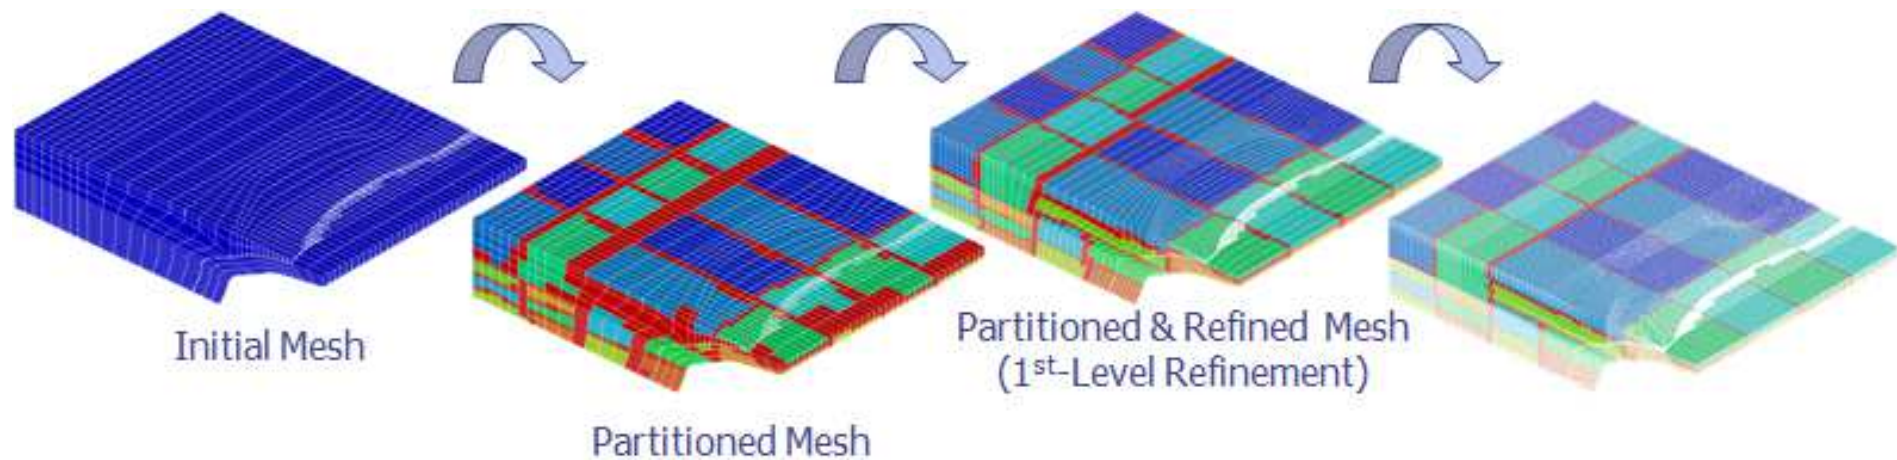 Initial Mesh
Partitioned Mesh
Partitioned & Refined Mesh
(1st-Level Refinement)